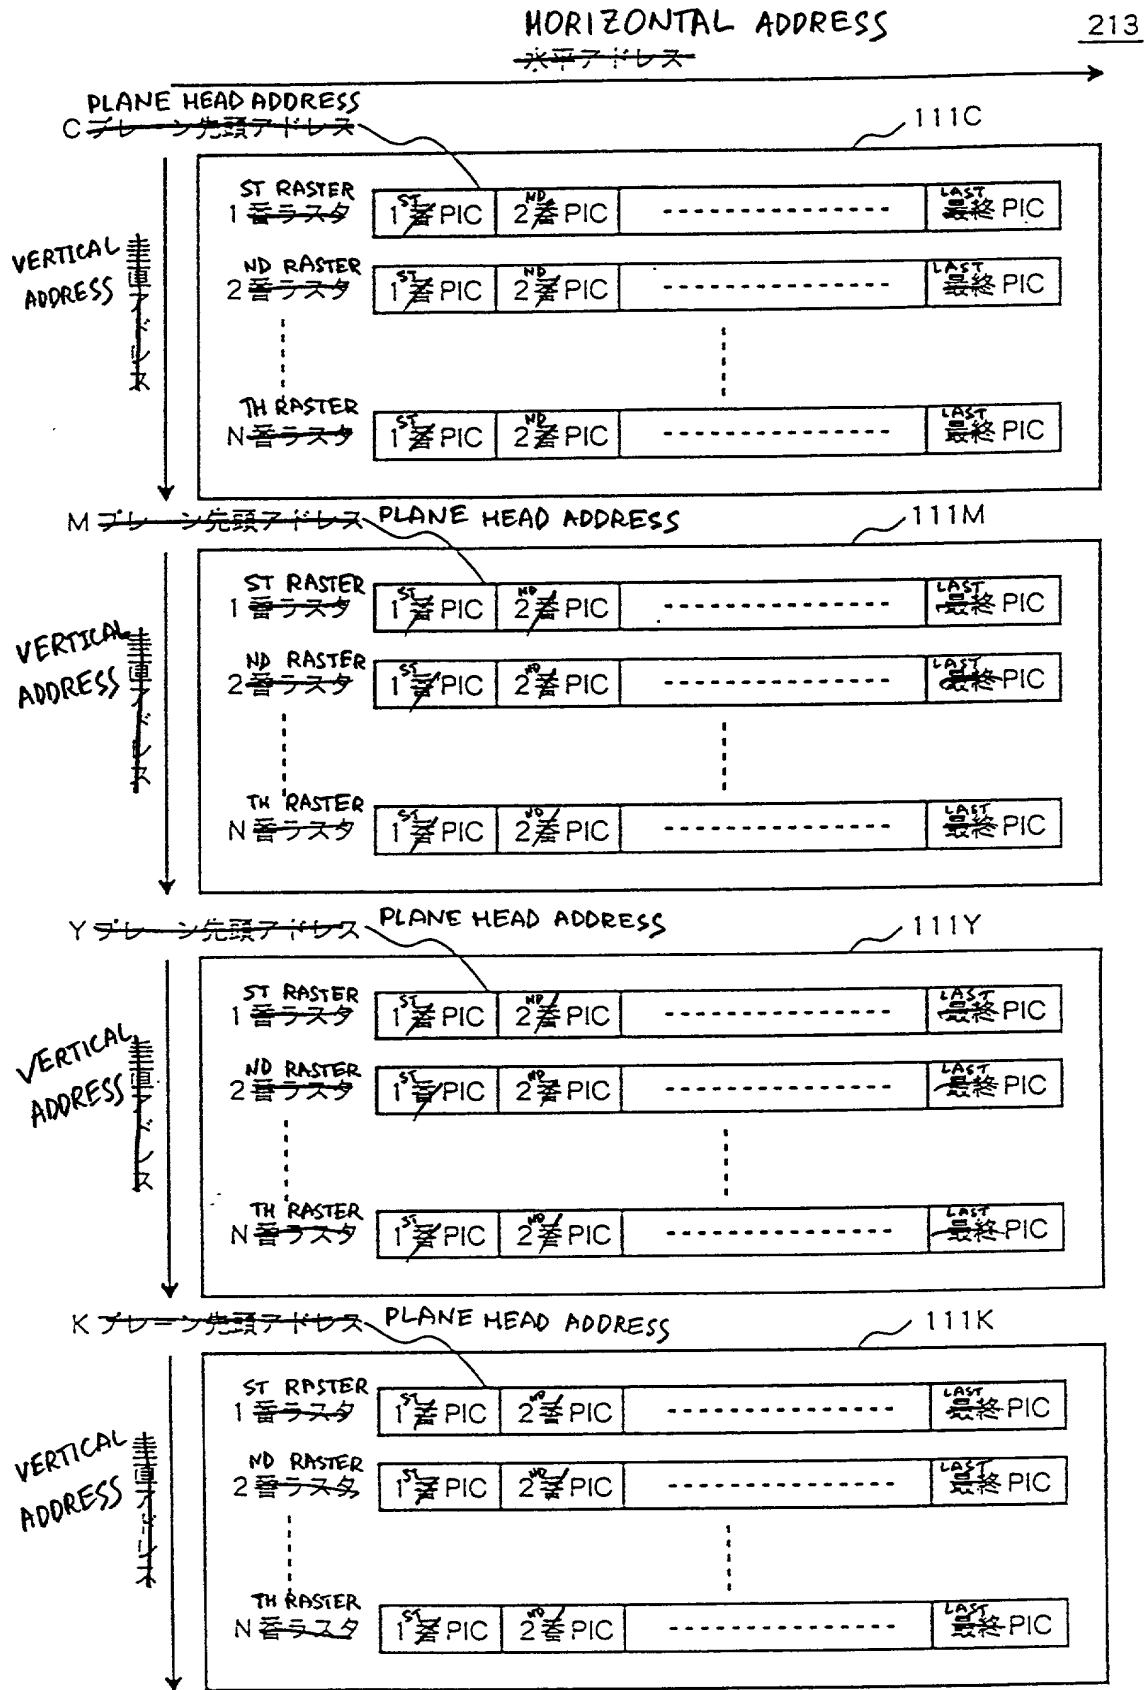 HORIZONTAL ADDRESS 213
水平アドレス
PLANE HEAD ADDRESS
Cプレーン先頭アドレス 111C
VERTICAL ADDRESS 垂直アドレス
ST RASTER ST ND LAST
1番ラスタ 1番PIC 2番PIC 最終PIC
ND RASTER ST ND LAST
2番ラスタ 1番PIC 2番PIC 最終PIC
TH RASTER ST ND LAST
N番ラスタ 1番PIC 2番PIC 最終PIC
Mプレーン先頭アドレス PLANE HEAD ADDRESS 111M
VERTICAL ADDRESS 垂直アドレス
ST RASTER ST ND LAST
1番ラスタ 1番PIC 2番PIC 最終PIC
ND RASTER ST ND LAST
2番ラスタ 1番PIC 2番PIC 最終PIC
TH RASTER ST ND LAST
N番ラスタ 1番PIC 2番PIC 最終PIC
Yプレーン先頭アドレス PLANE HEAD ADDRESS 111Y
VERTICAL ADDRESS 垂直アドレス
ST RASTER ST ND LAST
1番ラスタ 1番PIC 2番PIC 最終PIC
ND RASTER ST ND LAST
2番ラスタ 1番PIC 2番PIC 最終PIC
TH RASTER ST ND LAST
N番ラスタ 1番PIC 2番PIC 最終PIC
Kプレーン先頭アドレス PLANE HEAD ADDRESS 111K
VERTICAL ADDRESS 垂直アドレス
ST RASTER ST ND LAST
1番ラスタ 1番PIC 2番PIC 最終PIC
ND RASTER ST ND LAST
2番ラスタ 1番PIC 2番PIC 最終PIC
TH RASTER ST ND LAST
N番ラスタ 1番PIC 2番PIC 最終PIC